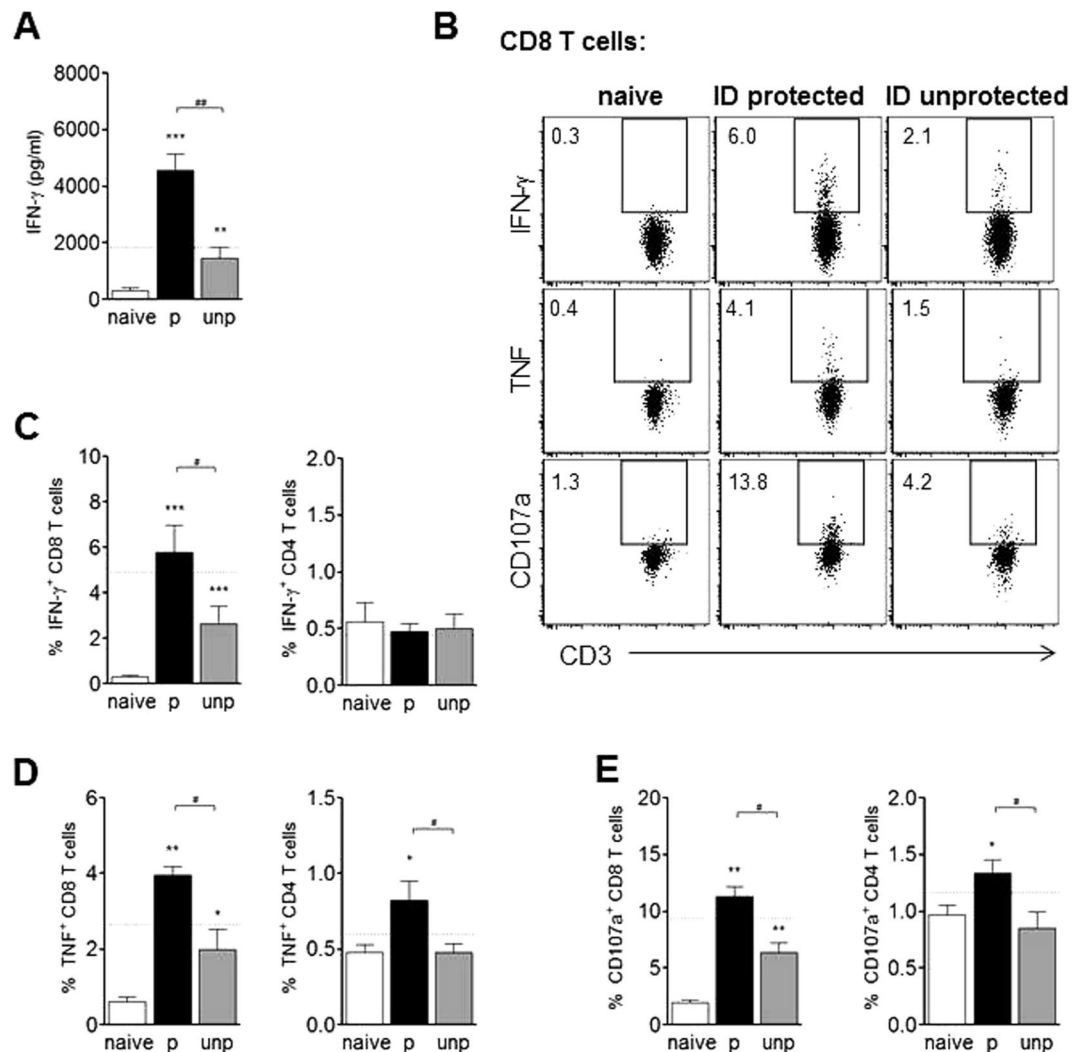 A
IFN-γ (pg/ml)
8000
6000
4000
2000
0
##
***
**
naive p unp
B
CD8 T cells:
naive ID protected ID unprotected
IFN-γ
0.3 6.0 2.1
TNF
0.4 4.1 1.5
CD107a
1.3 13.8 4.2
CD3
C
% IFN-γ+ CD8 T cells
10
8
6
4
2
0
#
***
***
naive p unp
% IFN-γ+ CD4 T cells
2.0
1.5
1.0
0.5
0.0
naive p unp
D
% TNF+ CD8 T cells
6
4
2
0
#
**
*
naive p unp
% TNF+ CD4 T cells
1.5
1.0
0.5
0.0
#
*
naive p unp
E
% CD107a+ CD8 T cells
20
15
10
5
0
#
**
**
naive p unp
% CD107a+ CD4 T cells
2.0
1.5
1.0
0.5
0.0
#
*
naive p unp